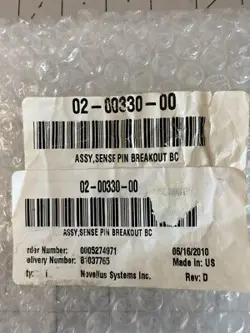 02-00330-00
ASSY,SENSE PIN BREAKOUT BC
02-00330-00
ASSY,SENSE PIN BREAKOUT BC
rder Number: 0005274971 06/16/2010
elivery Number: 81037765 Made in: US
ty: Novellus Systems Inc. Rev: D